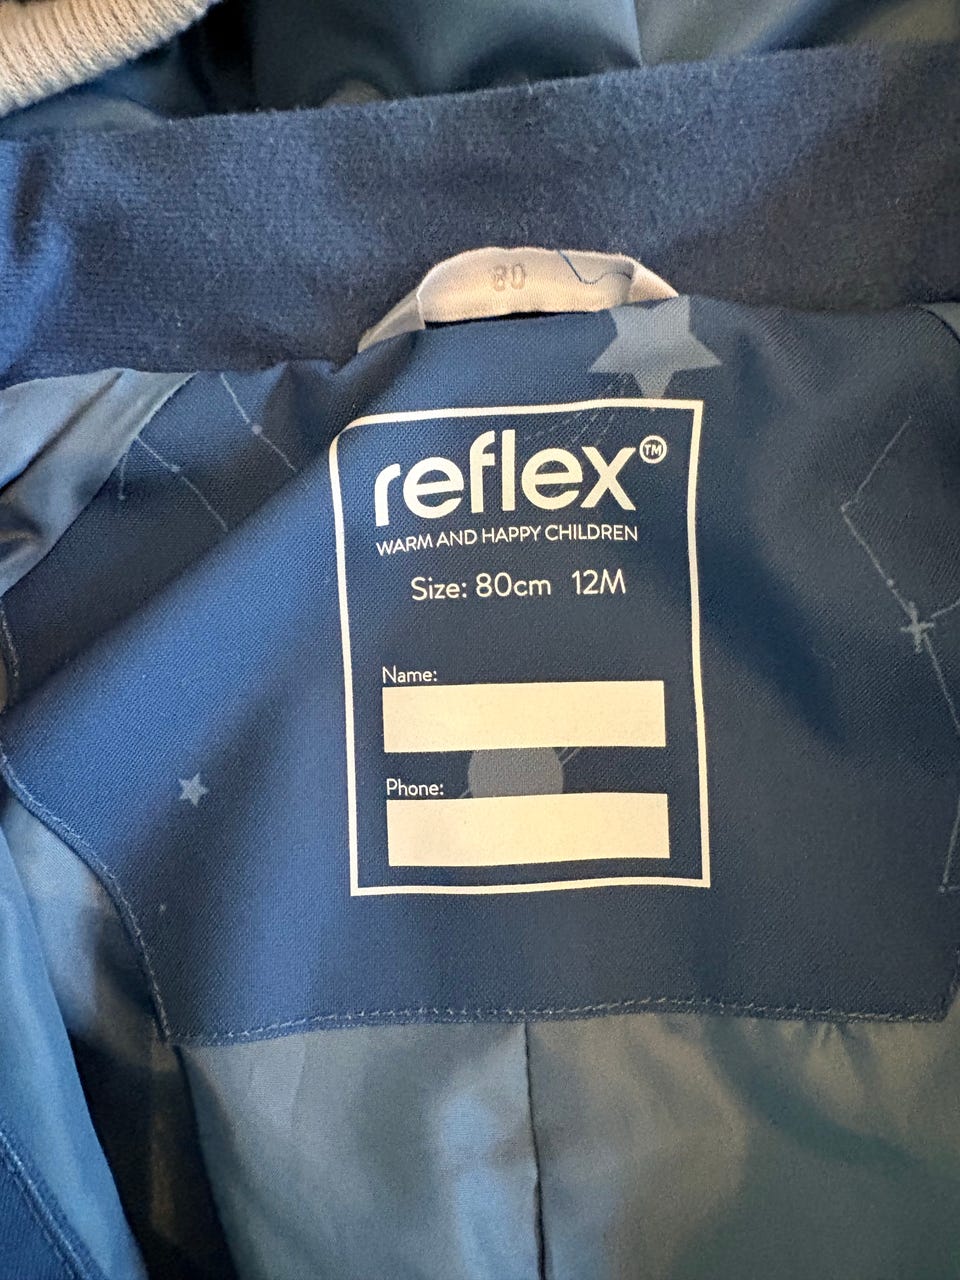 80
reflex™
WARM AND HAPPY CHILDREN
Size: 80cm 12M
Name:
Phone: